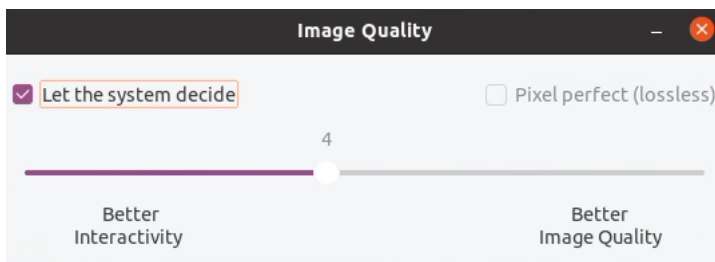 Image Quality
Let the system decide
Pixel perfect (lossless)
4
Better
Interactivity
Better
Image Quality